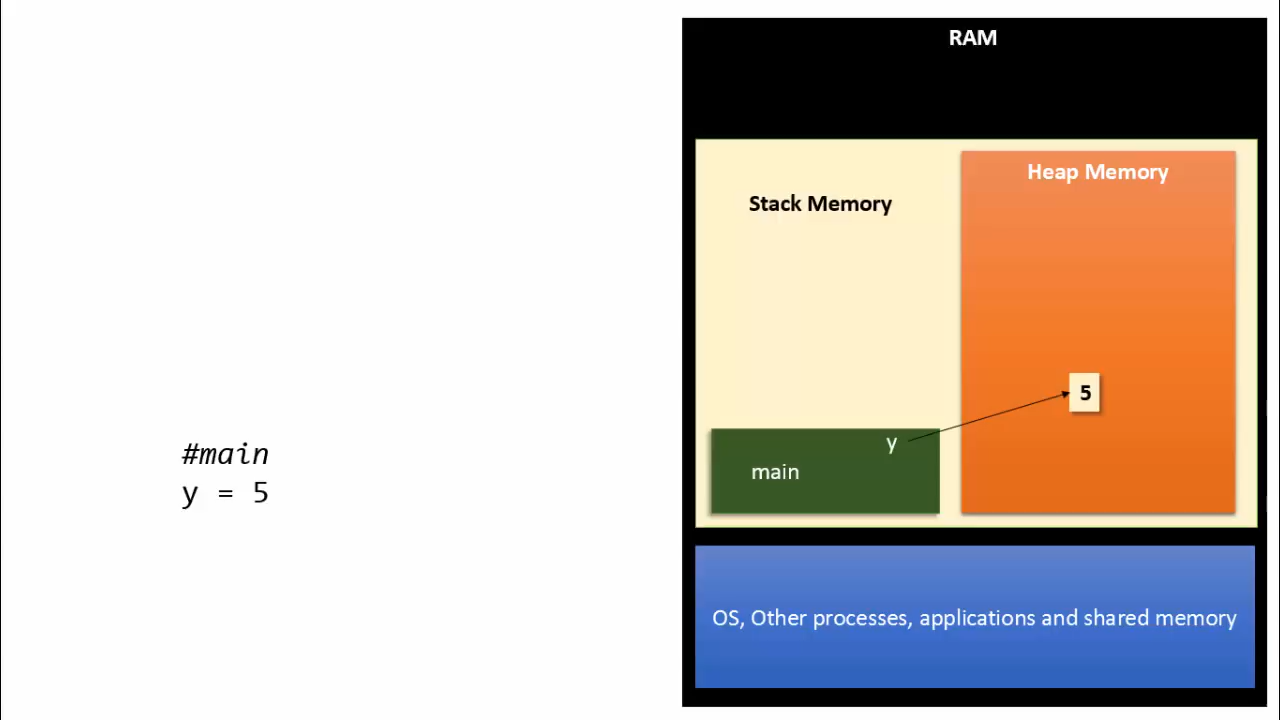 #main
y = 5
RAM
Stack Memory
Heap Memory
5
y
main
OS, Other processes, applications and shared memory